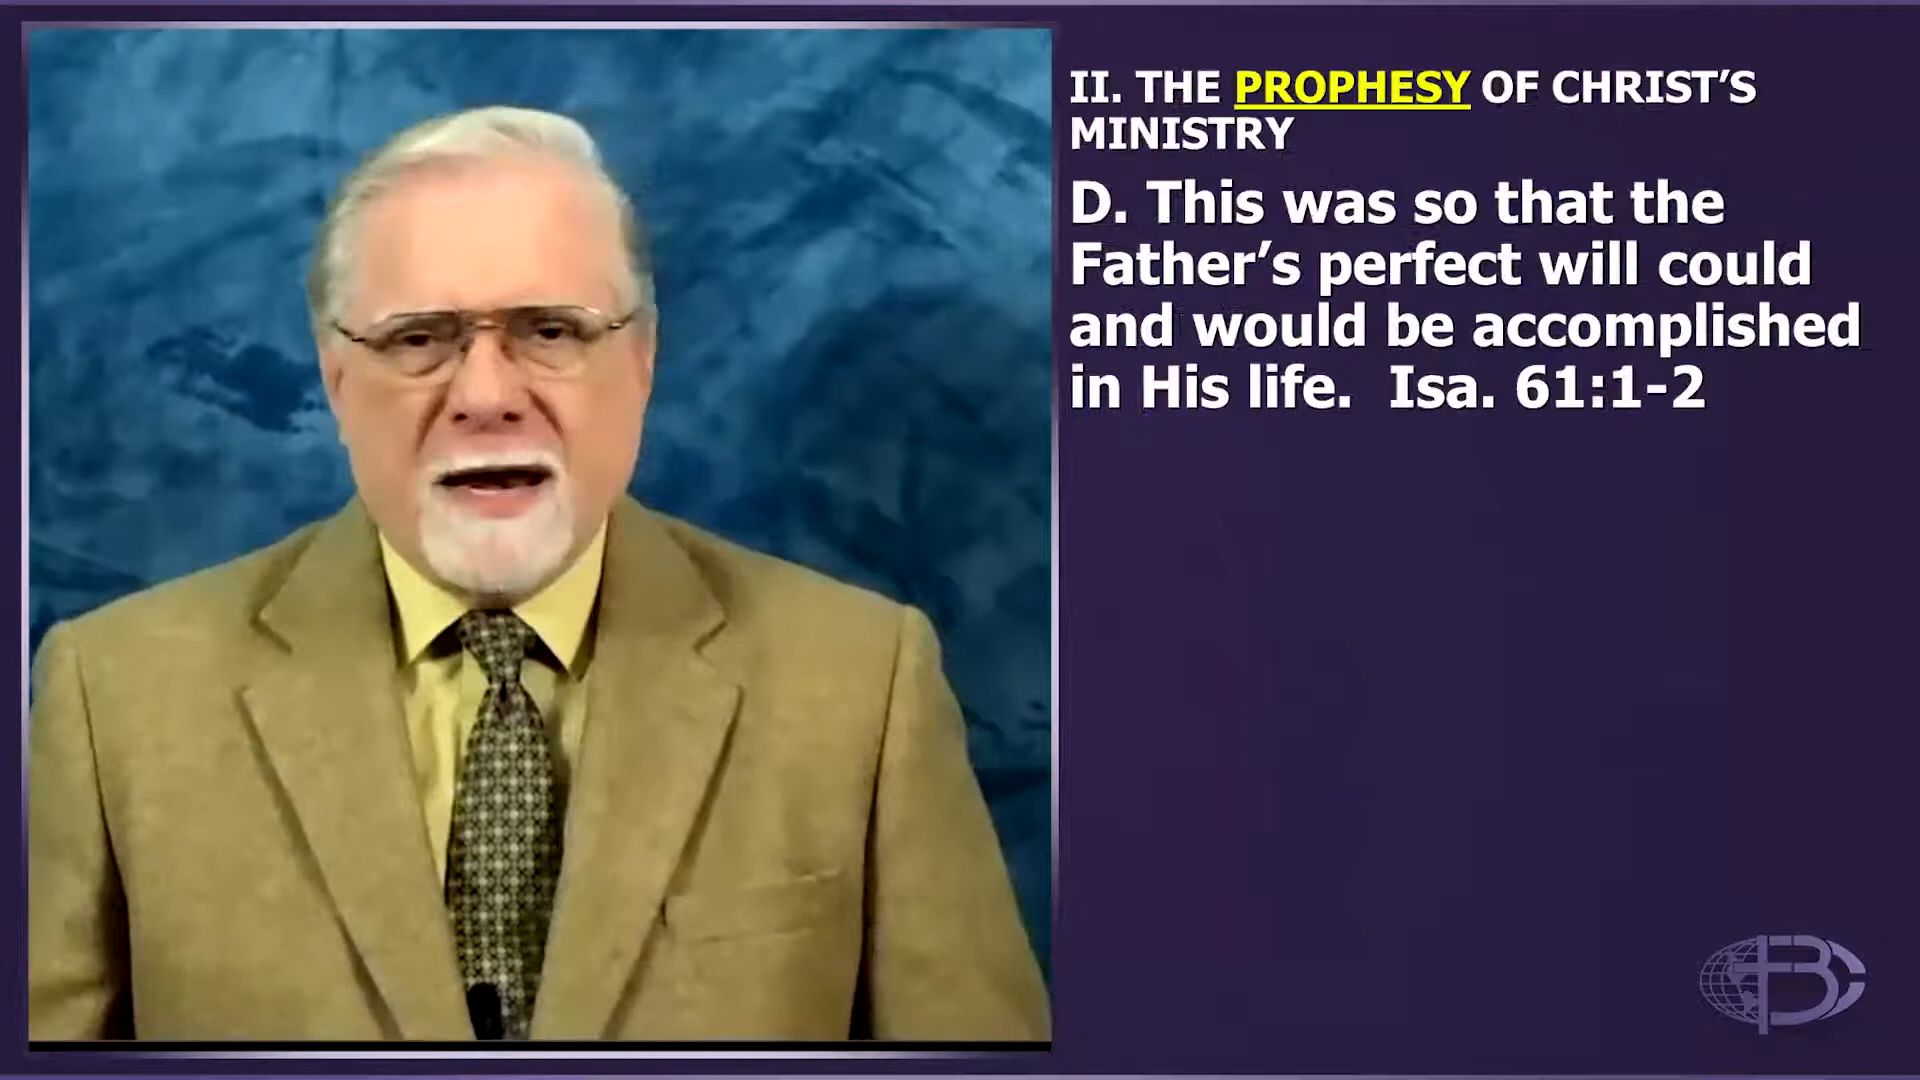 II. THE PROPHESY OF CHRIST’S
MINISTRY
D. This was so that the
Father’s perfect will could
and would be accomplished
in His life.  Isa. 61:1-2
BC